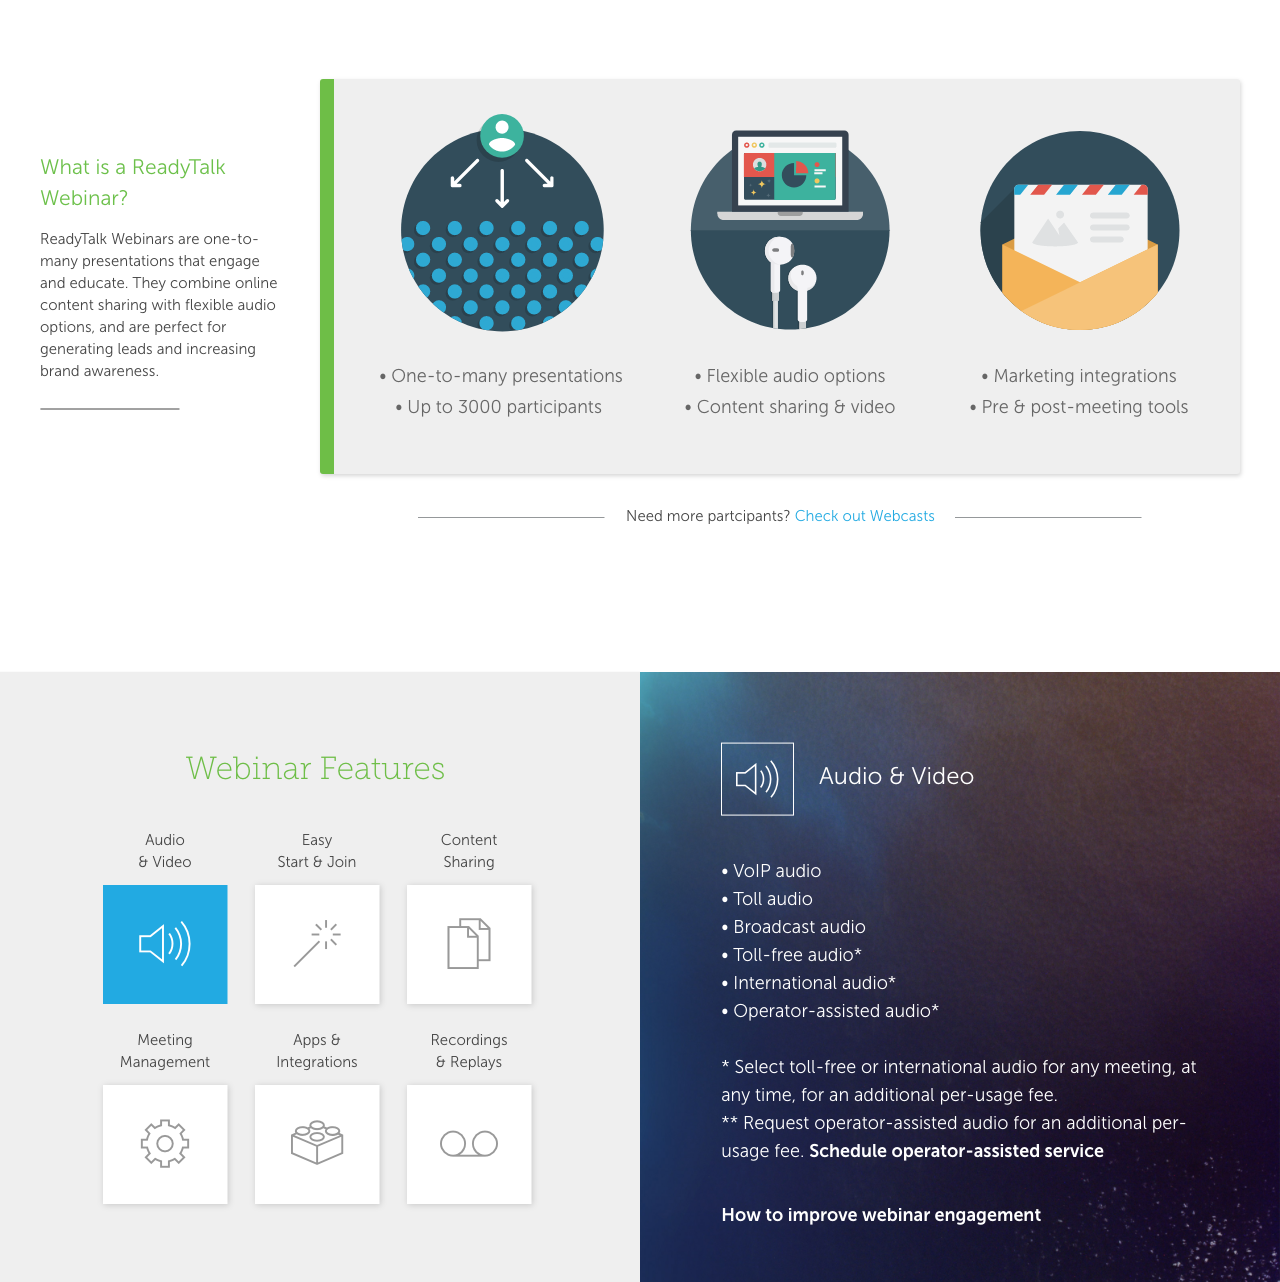 What is a ReadyTalk
Webinar?
ReadyTalk Webinars are one-to-
many presentations that engage
and educate. They combine online
content sharing with flexible audio
options, and are perfect for
generating leads and increasing
brand awareness.
• One-to-many presentations
• Up to 3000 participants
• Flexible audio options
• Content sharing & video
• Marketing integrations
• Pre & post-meeting tools
Need more partcipants? Check out Webcasts
Webinar Features
Audio
& Video
Easy
Start & Join
Content
Sharing
Meeting
Management
Apps &
Integrations
Recordings
& Replays
Audio & Video
• VoIP audio
• Toll audio
• Broadcast audio
• Toll-free audio*
• International audio*
• Operator-assisted audio*
* Select toll-free or international audio for any meeting, at
any time, for an additional per-usage fee.
** Request operator-assisted audio for an additional per-
usage fee. Schedule operator-assisted service
How to improve webinar engagement